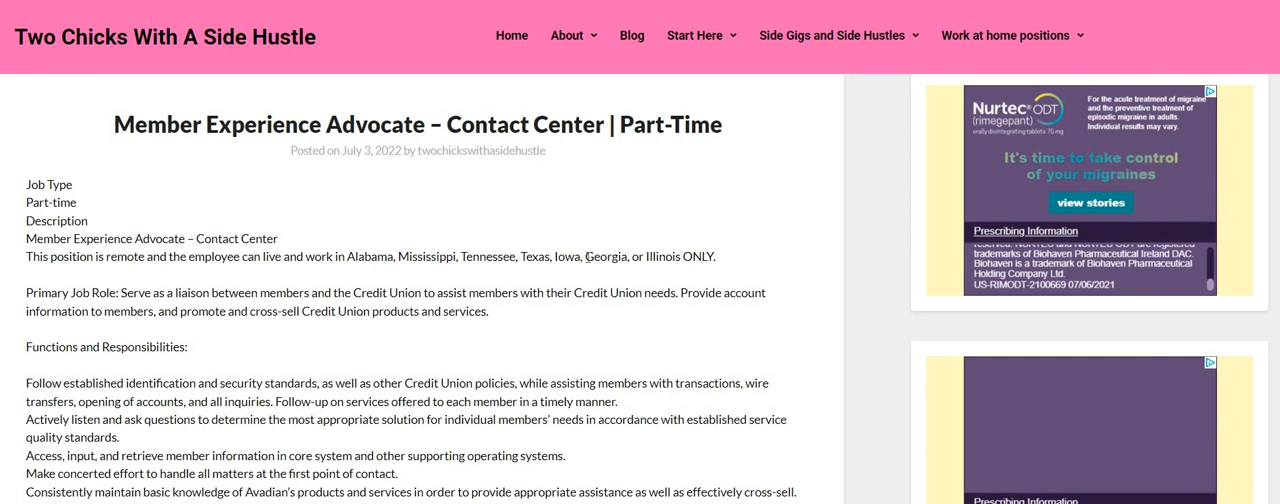 Two Chicks With A Side Hustle
Home About Blog Start Here Side Gigs and Side Hustles Work at home positions
Member Experience Advocate – Contact Center | Part-Time
Posted on July 3, 2022 by twochickswithasidehustle
Job Type
Part-time
Description
Member Experience Advocate – Contact Center
This position is remote and the employee can live and work in Alabama, Mississippi, Tennessee, Texas, Iowa, Georgia, or Illinois ONLY.
Primary Job Role: Serve as a liaison between members and the Credit Union to assist members with their Credit Union needs. Provide account
information to members, and promote and cross-sell Credit Union products and services.
Functions and Responsibilities:
Follow established identification and security standards, as well as other Credit Union policies, while assisting members with transactions, wire
transfers, opening of accounts, and all inquiries. Follow-up on services offered to each member in a timely manner.
Actively listen and ask questions to determine the most appropriate solution for individual members’ needs in accordance with established service
quality standards.
Access, input, and retrieve member information in core system and other supporting operating systems.
Make concerted effort to handle all matters at the first point of contact.
Consistently maintain basic knowledge of Avadian’s products and services in order to provide appropriate assistance as well as effectively cross-sell.
Nurtec® ODT
(rimegepant)
orally disintegrating tablets 75 mg
For the acute treatment of migraine
and the preventive treatment of
episodic migraine in adults.
Individual results may vary.
It's time to take control
of your migraines
view stories
Prescribing Information
reserved. NURTEC and NURTEC ODT are registered
trademarks of Biohaven Pharmaceutical Ireland DAC.
Biohaven is a trademark of Biohaven Pharmaceutical
Holding Company Ltd.
US-RIMODT-2100669 07/06/2021
Prescribing Information